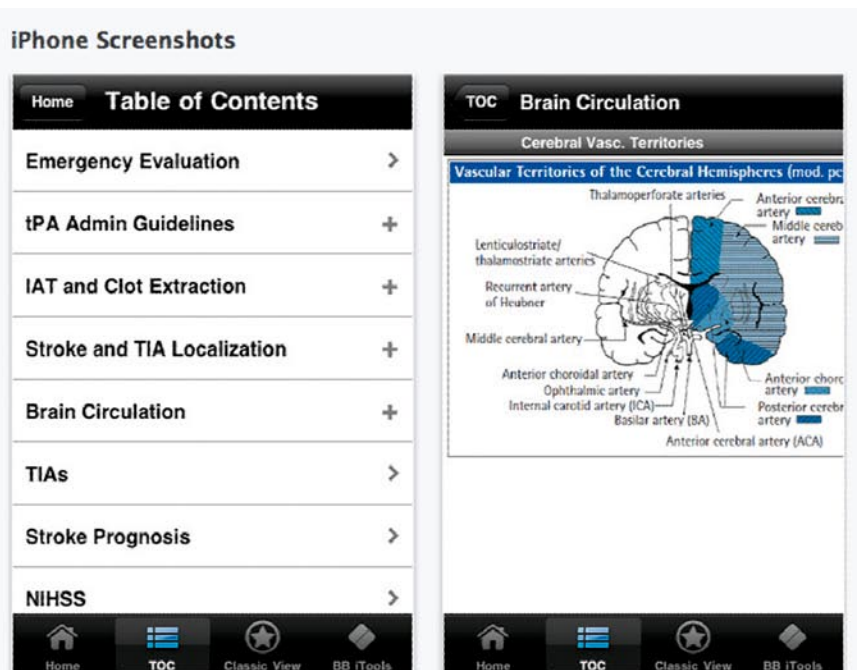 iPhone Screenshots
Home Table of Contents
Emergency Evaluation
tPA Admin Guidelines
IAT and Clot Extraction
Stroke and TIA Localization
Brain Circulation
TIAs
Stroke Prognosis
NIHSS
Home TOC Classic View BB iTools
TOC Brain Circulation
Cerebral Vasc. Territories
Vascular Territories of the Cerebral Hemispheres (mod.
Thalamoperforate arteries
Anterior
artery
Middle
artery
Lenticulostriate/
thalamostriate arteries
Recurrent artery
of Heubner
Middle cerebral artery
Anterior choroidal artery
Ophthalmic artery
Internal carotid artery (ICA)
Basilar artery (BA)
Anterior
artery
Posterior
artery
Anterior cerebral artery (ACA)
Home TOC Classic View BB iTools